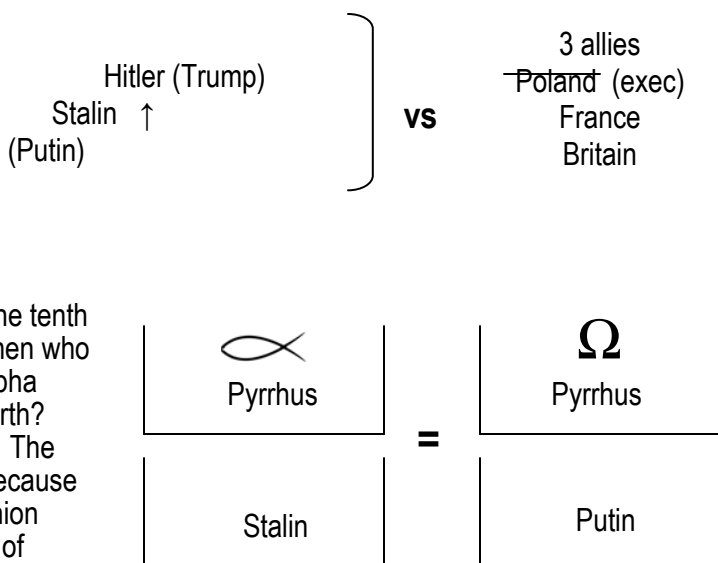 3 allies
Hitler (Trump)
Poland (exec)
Stalin ↑
vs
France
(Putin)
Britain
he tenth
hen who
pha
rth?
The
ecause
nion
of
Ω
Pyrrhus
=
Pyrrhus
Stalin
Putin